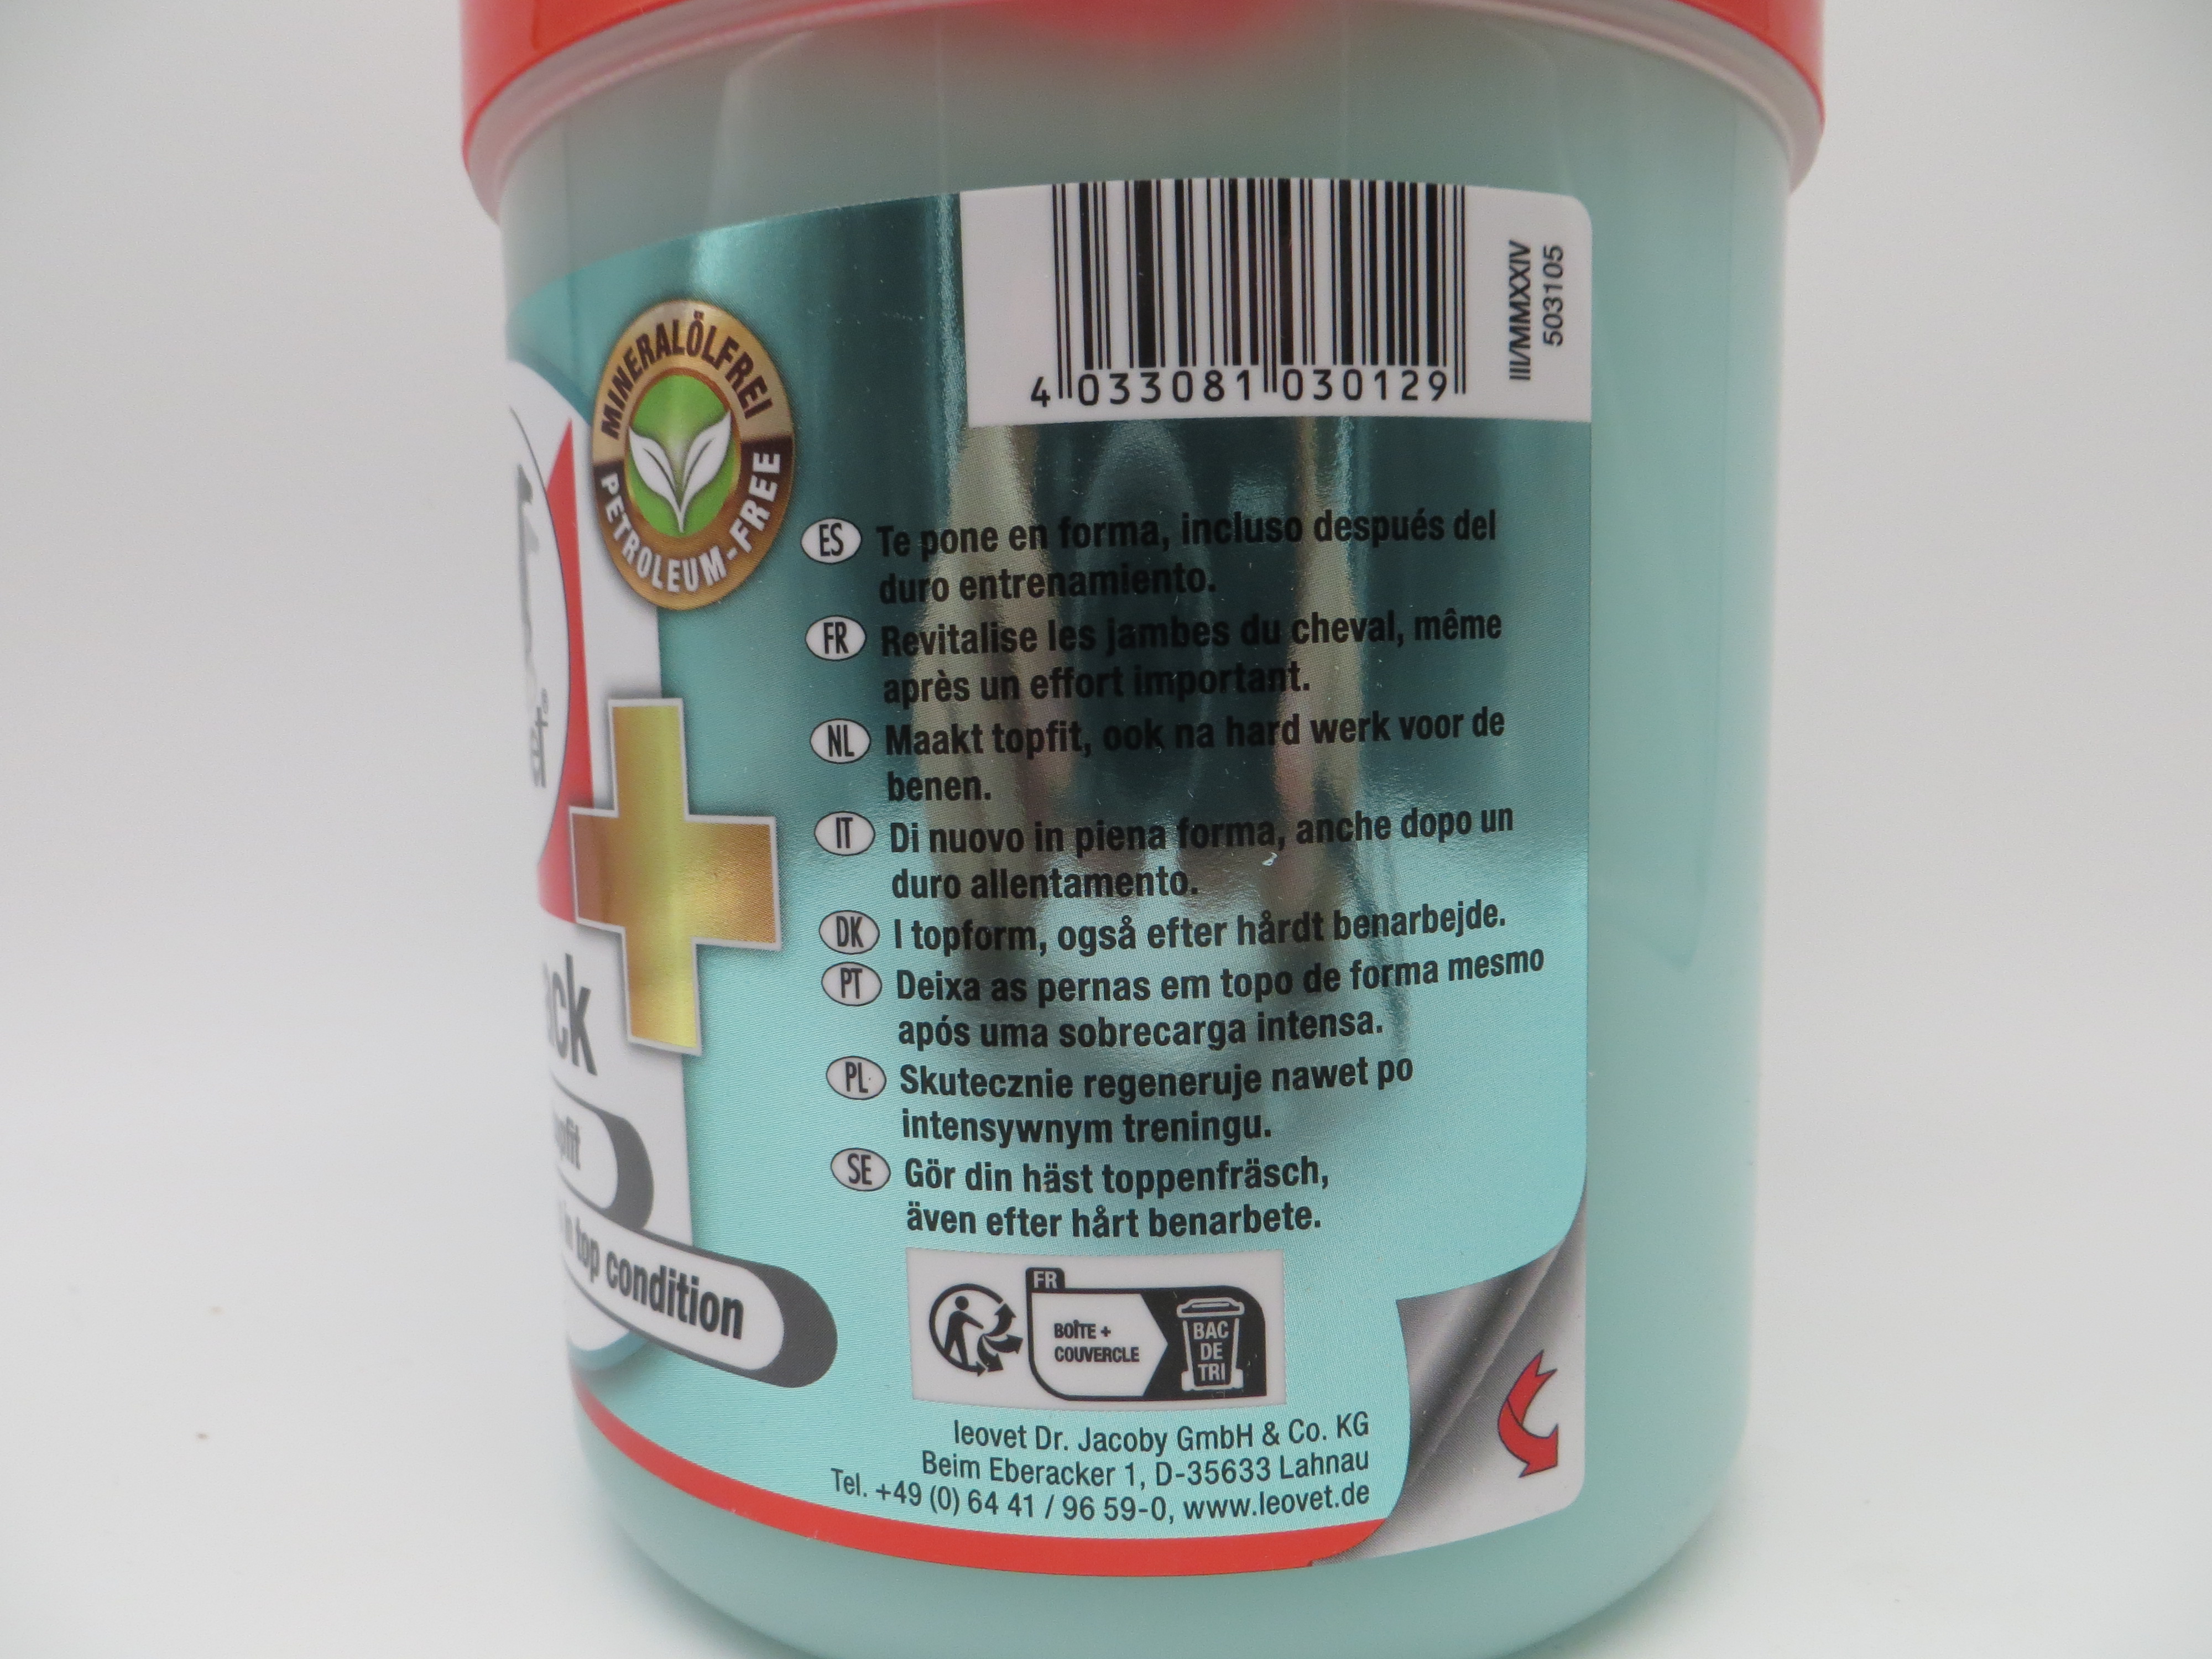 4 033081 030129
III/MMXXIV
503105
MINERALÖLFREI
PETROLEUM-FREE
ES Te pone en forma, incluso después del
duro entrenamiento.
FR Revitalise les jambes du cheval, même
après un effort important.
NL Maakt topfit, ook na hard werk voor de
benen.
IT Di nuovo in piena forma, anche dopo un
duro allentamento.
DK I topform, også efter hårdt benarbejde.
PT Deixa as pernas em topo de forma mesmo
após uma sobrecarga intensa.
PL Skutecznie regeneruje nawet po
intensywnym treningu.
SE Gör din häst toppenfräsch,
även efter hårt benarbete.
in top condition
FR
BOÎTE +
COUVERCLE
BAC
DE
TRI
leovet Dr. Jacoby GmbH & Co. KG
Beim Eberacker 1, D-35633 Lahnau
Tel. +49 (0) 64 41 / 96 59-0, www.leovet.de